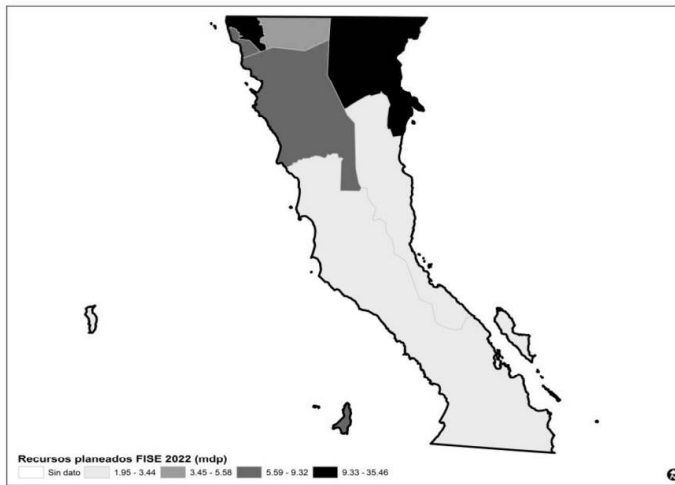 Recursos planeados FISE 2022 (mdp)
Sin dato 1.95 - 3.44 3.45 - 5.58 5.59 - 9.32 9.33 - 35.46